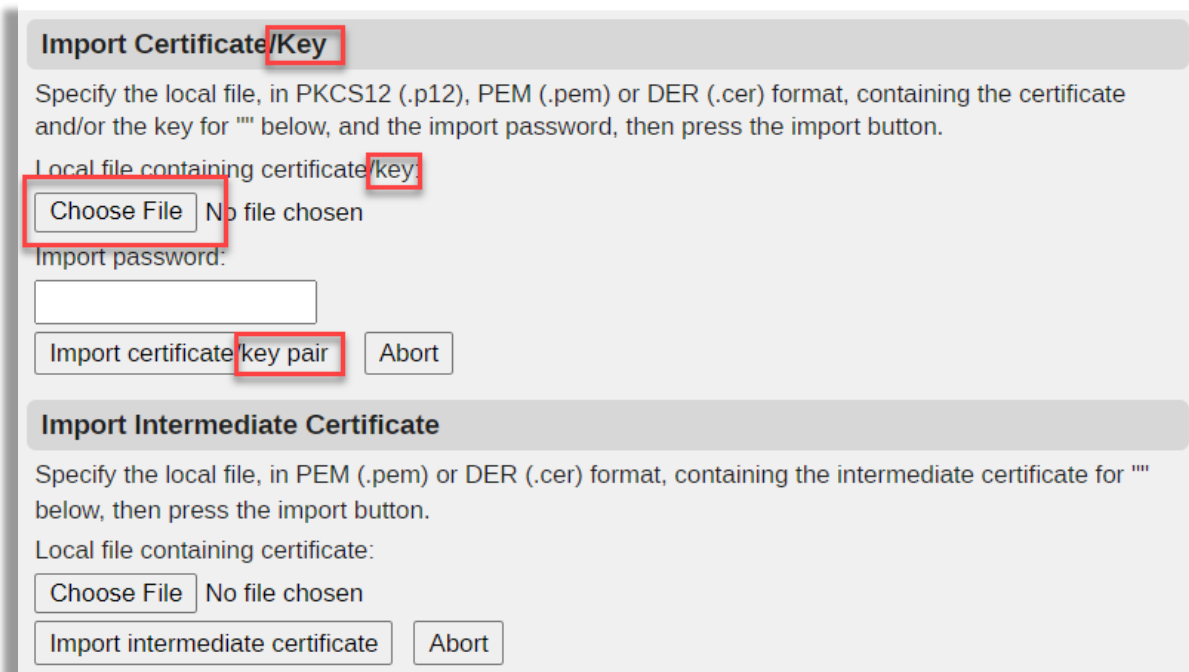 Import Certificate/Key
Specify the local file, in PKCS12 (.p12), PEM (.pem) or DER (.cer) format, containing the certificate
and/or the key for "" below, and the import password, then press the import button.
Local file containing certificate/key:
Choose File No file chosen
Import password:
Import certificate/key pair Abort
Import Intermediate Certificate
Specify the local file, in PEM (.pem) or DER (.cer) format, containing the intermediate certificate for ""
below, then press the import button.
Local file containing certificate:
Choose File No file chosen
Import intermediate certificate Abort